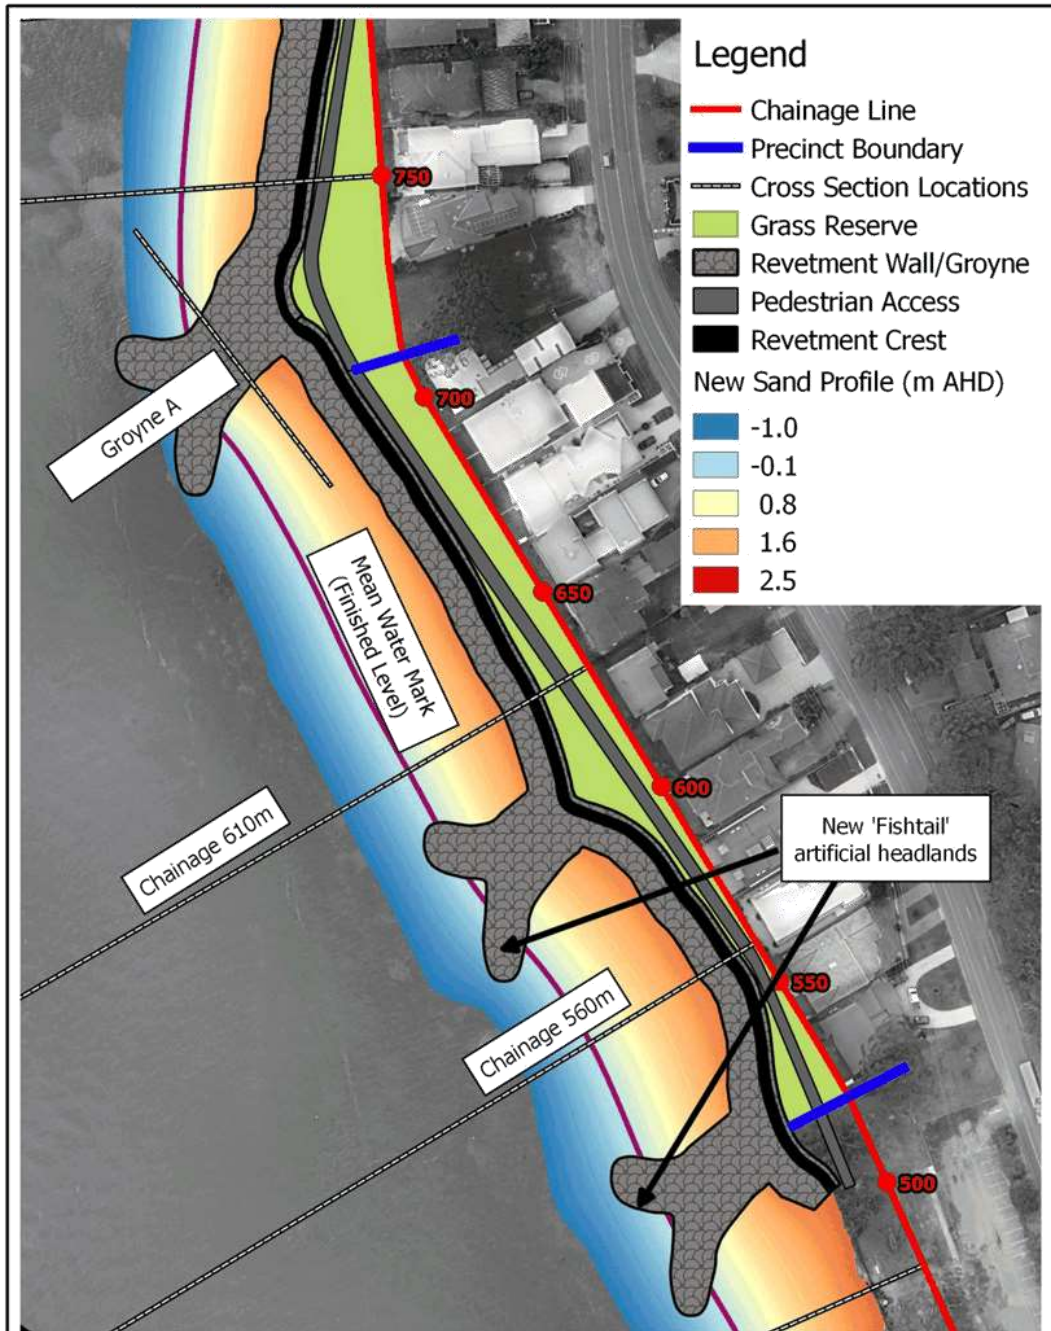 Legend
Chainage Line
Precinct Boundary
Cross Section Locations
Grass Reserve
Revetment Wall/Groyne
Pedestrian Access
Revetment Crest
New Sand Profile (m AHD)
-1.0
-0.1
0.8
1.6
2.5
750
Groyne A
700
650
Mean Water Mark
(Finished Level)
600
Chainage 610m
New 'Fishtail'
artificial headlands
550
Chainage 560m
500